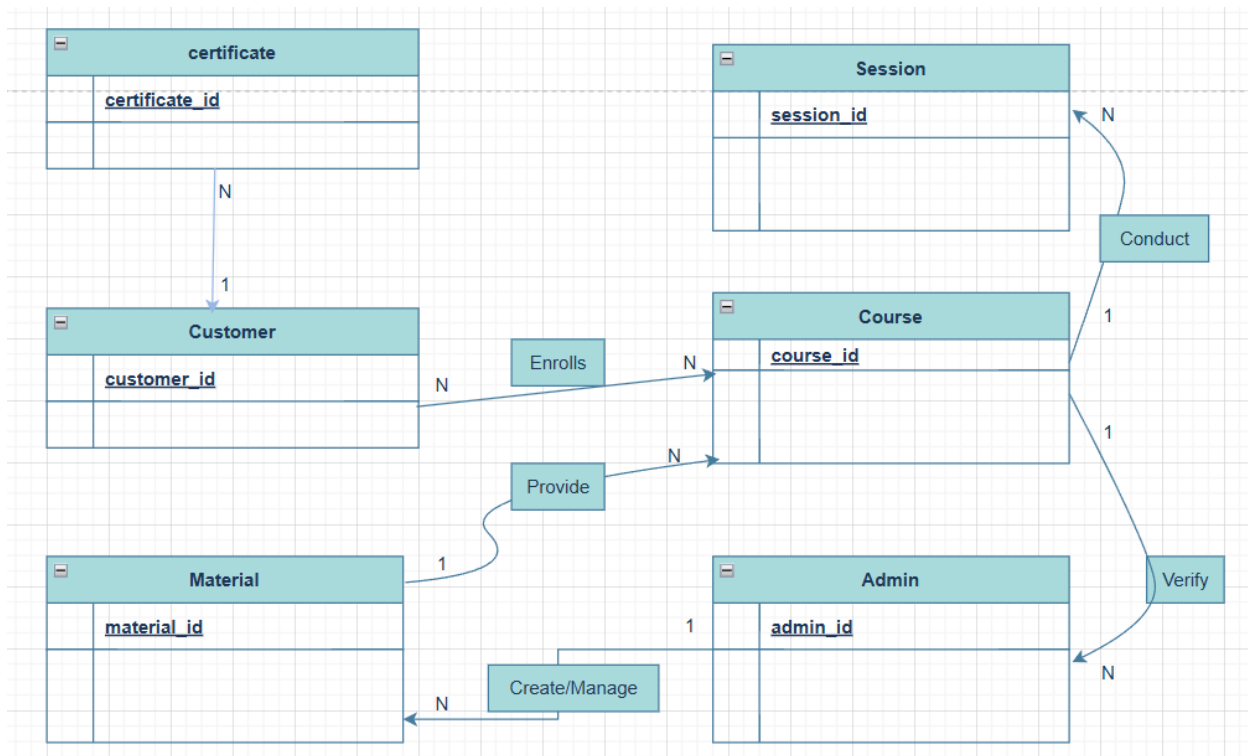 certificate
certificate_id
N
1
Customer
customer_id
N
Enrolls
N
Session
session_id
N
Conduct
1
Course
course_id
1
Verify
N
N
Provide
1
Material
material_id
Admin
admin_id
1
Create/Manage
N